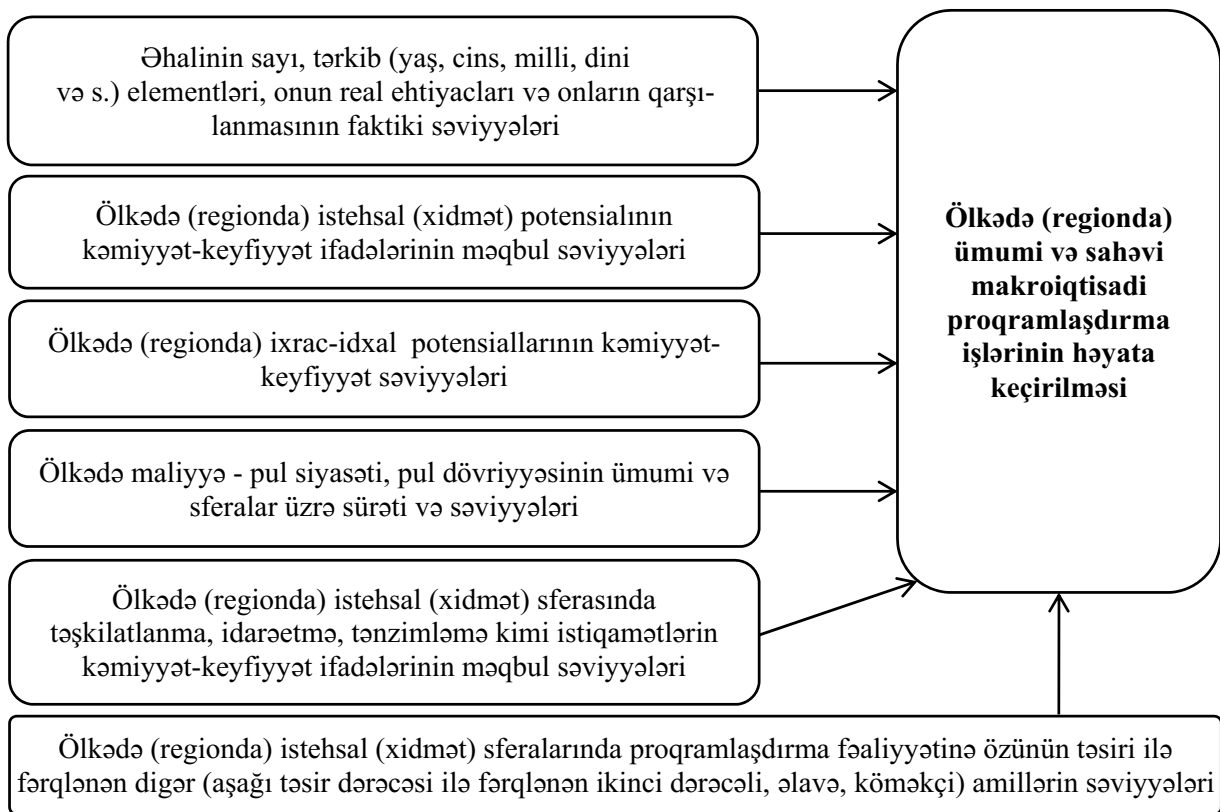 Əhalinin sayı, tərkib (yaş, cins, milli, dini
və s.) elementləri, onun real ehtiyacları və onların qarşı-
lanmasının faktiki səviyyələri
Ölkədə (regionda) istehsal (xidmət) potensialının
kəmiyyət-keyfiyyət ifadələrinin məqbul səviyyələri
Ölkədə (regionda) ixrac-idxal potensiallarının kəmiyyət-
keyfiyyət səviyyələri
Ölkədə maliyyə - pul siyasəti, pul dövriyyəsinin ümumi və
sferalar üzrə sürəti və səviyyələri
Ölkədə (regionda) istehsal (xidmət) sferasında
təşkilatlanma, idarəetmə, tənzimləmə kimi istiqamətlərin
kəmiyyət-keyfiyyət ifadələrinin məqbul səviyyələri
Ölkədə (regionda) istehsal (xidmət) sferalarında proqramlaşdırma fəaliyyətinə özünün təsiri ilə
fərqlənən digər (aşağı təsir dərəcəsi ilə fərqlənən ikinci dərəcəli, əlavə, köməkçi) amillərin səviyyələri
Ölkədə (regionda)
ümumi və sahəvi
makroiqtisadi
proqramlaşdırma
işlərinin həyata
keçirilməsi